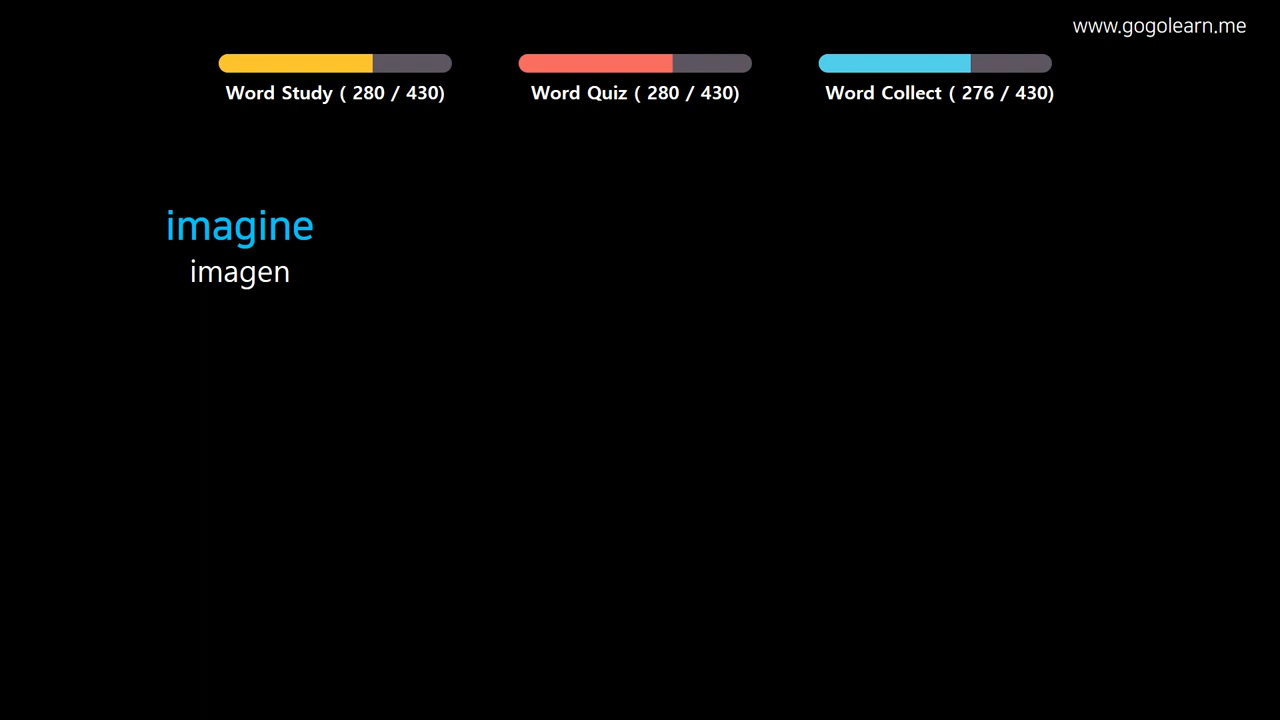 www.gogolearn.me
Word Study ( 280 / 430)
Word Quiz ( 280 / 430)
Word Collect ( 276 / 430)
imagine
imagen